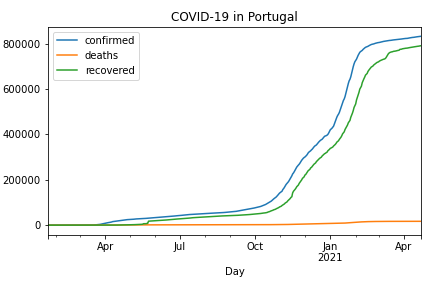 COVID-19 in Portugal
confirmed
deaths
recovered
800000
600000
400000
200000
0
Apr Jul Oct Jan Apr
2021
Day